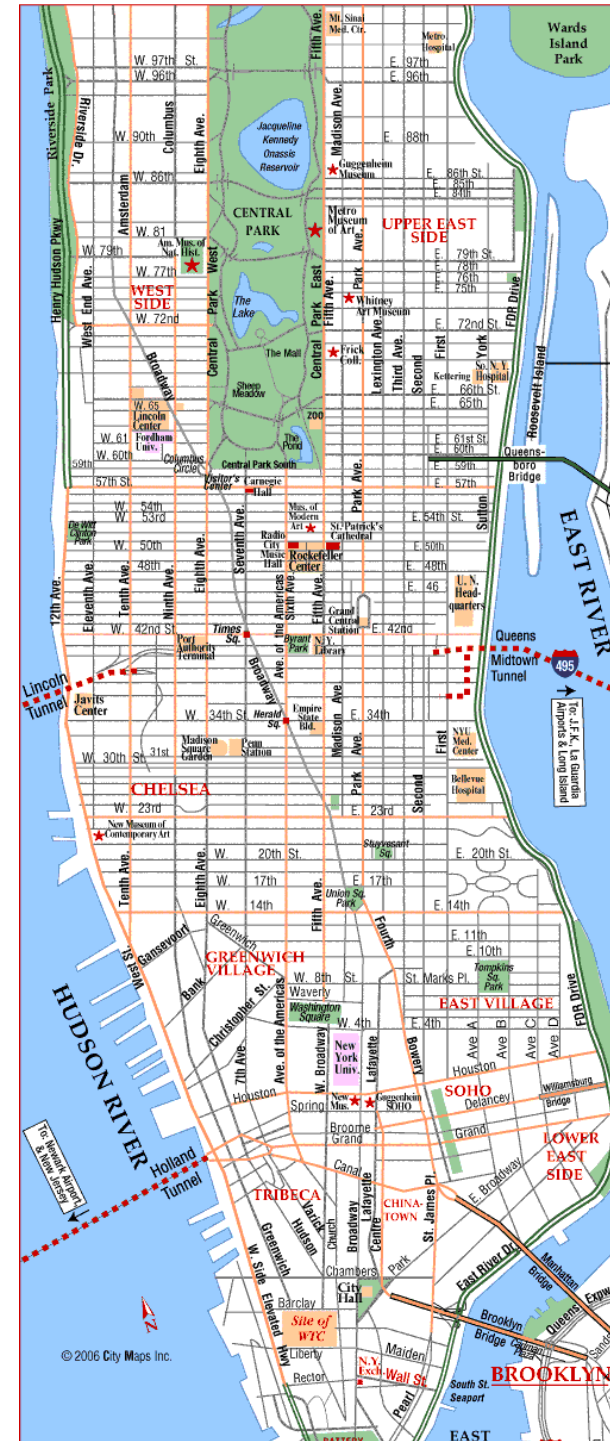 Mt. Sinai
Med. Ctr.
Metro
Hospital
Wards
Island
Park
Riverside Park
Riverside Dr.
Fifth Ave.
W. 97th St.
W. 96th
E. 97th
E. 96th
Columbus
Eighth Ave.
Madison Ave.
Jacqueline
Kennedy
Onassis
Reservoir
W. 90th
E. 88th
Guggenheim
Museum
W. 86th
E. 86th St.
E. 85th
E. 84th
Amsterdam
CENTRAL
PARK
Metro
Museum
of Art
UPPER EAST
SIDE
W. 81
Am. Mus. of
Nat. Hist.
W. 79th
W. 77th
E. 79th St.
E. 78th
E. 76th
E. 75th
Henry Hudson Pkwy
West End Ave.
WEST
SIDE
Central Park West
The
Lake
Central Park East
Fifth Ave.
Park Ave.
Whitney
Art Museum
W. 72nd
E. 72nd St.
FDR Drive
Broadway
The Mall
Frick
Coll.
Lexington Ave.
Third Ave.
Second
First
York
So. N. Y.
Hospital
Kettering
Roosevelt Island
Sheep
Meadow
E. 66th St.
E. 65th
W. 65
Lincoln
Center
ZOO
W. 61
Fordham
Univ.
The
Pond
E. 61st St.
E. 60th
W. 60th
59th
Columbus
Circle
Central Park South
E. 59th
Queens-
boro
Bridge
57th St.
Visitor's
Center
Carnegie
Hall
E. 57th
Park Ave.
Sutton
W. 54th
W. 53rd
Mus. of
Modern
Art
St. Patrick's
Cathedral
E. 54th St.
De Witt
Clinton
Park
W. 50th
Radio
City
Music
Hall
Rockefeller
Center
E. 50th
48th
E. 48th
EAST RIVER
12th Ave.
Eleventh Ave.
Tenth Ave.
Ninth Ave.
Eighth Ave.
Seventh Ave.
Ave. of the Americas
Sixth Ave.
Fifth Ave.
E. 46
U. N.
Head-
quarters
Grand
Central
Station
W. 42nd St.
Times
Sq.
E. 42nd
Port
Authority
Terminal
Byrant
Park
N. Y.
Library
Queens
Midtown
Tunnel
495
Lincoln
Tunnel
Broadway
Javits
Center
W. 34th St.
Herald
Sq.
Empire
State
Bld.
Madison Ave
E. 34th
To: J.F.K., La Guardia
Airports & Long Island
Madison
Square
Garden
Penn
Station
NYU
Med.
Center
W. 30th St.
31st
Park Ave.
Second
First
Bellevue
Hospital
CHELSEA
W. 23rd
E. 23rd
New Museum of
Contemporary Art
Stuyvesant
Sq.
W. 20th St.
E. 20th St.
Tenth Ave.
Eighth Ave.
Fifth Ave.
W. 17th
E 17th
Union Sq.
Park
W. 14th
E. 14th
West St.
Gansevoort
Greenwich
Fourth
E. 11th
E. 10th
GREENWICH
VILLAGE
Bank
W. 8th St.
St. Marks Pl.
Tompkins
Sq.
Park
Christopher St.
Waverly
Washington
Square
EAST VILLAGE
FDR Drive
HUDSON RIVER
W. 4th
E. 4th
Ave A
Ave B
Ave C
Ave D
7th Ave.
Ave. of the Americas
W. Broadway
New
York
Univ.
Lafayette
Bowery
Houston
Houston
SOHO
Williamsburg
Bridge
Spring
New
Mus.
Guggenheim
SOHO
Delancey
Broome
Grand
Grand
LOWER
EAST
SIDE
To: Newark Airport,
& New Jersey
Holland
Tunnel
Canal
E. Broadway
TRIBECA
CHINA-
TOWN
St. James Pl.
Varick
Hudson
Greenwich
Church
Broadway
Lafayette
Centre
Park
W. Side Elevated Hwy
Chambers
East River Dr.
Manhattan
Bridge
City
Hall
Barclay
Site of
WTC
Brooklyn
Bridge
Cadman
Plaza
Queens Expw
Sands
© 2006 City Maps Inc.
N
Liberty
Maiden
N.Y.
Exch.
Wall St.
BROOKLYN
Rector
Pearl
South St.
Seaport
BATTERY
EAST